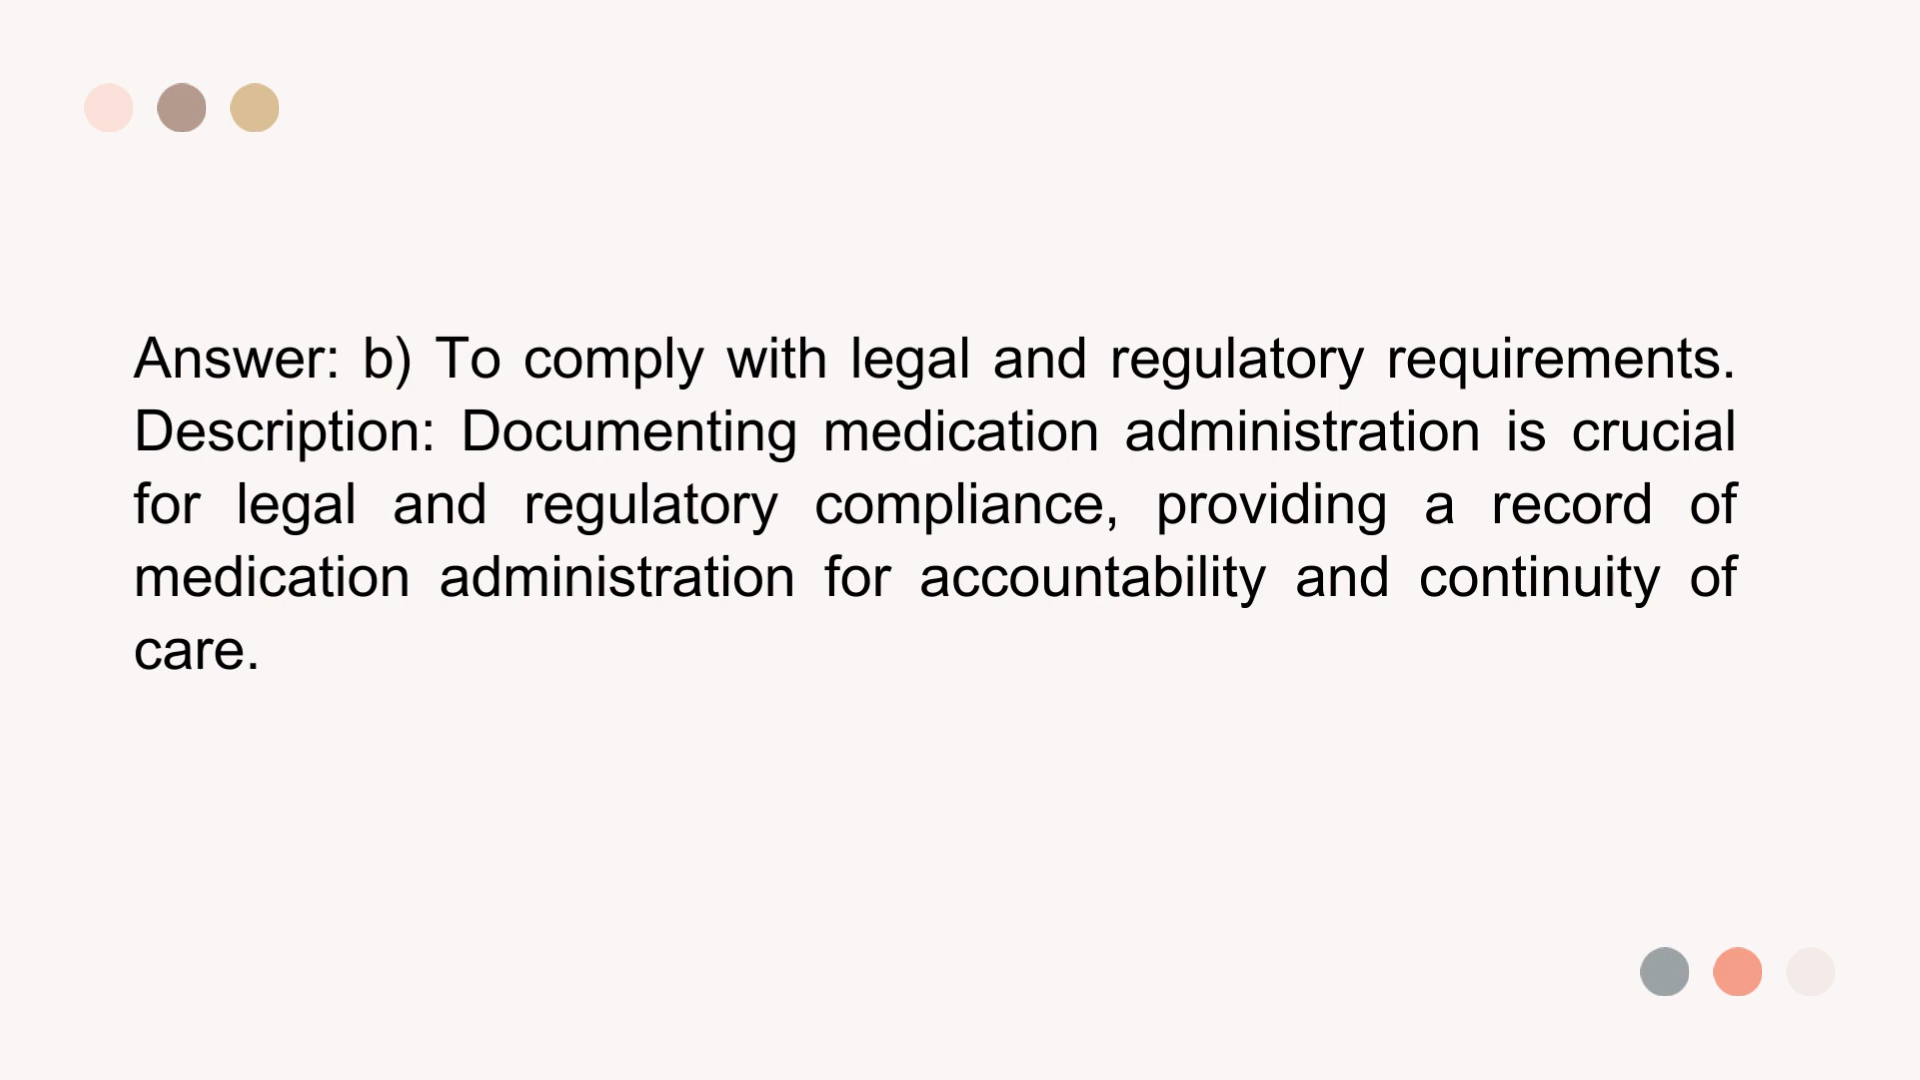 Answer: b) To comply with legal and regulatory requirements.
Description: Documenting medication administration is crucial
for legal and regulatory compliance, providing a record of
medication administration for accountability and continuity of
care.